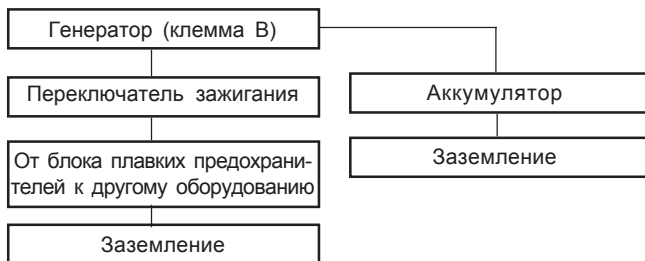 Генератор (клемма В)
Переключатель зажигания
От блока плавких предохрани-
телей к другому оборудованию
Заземление
Аккумулятор
Заземление